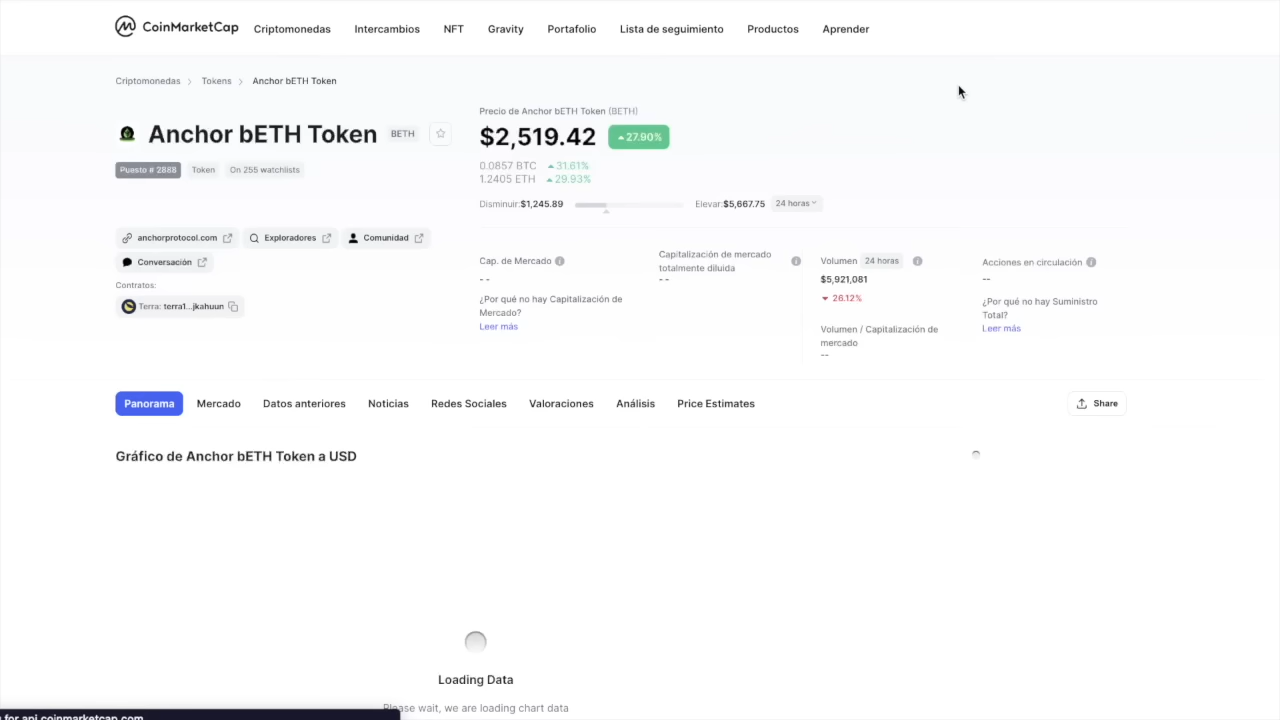 CoinMarketCap Criptomonedas Intercambios NFT Gravity Portafolio Lista de seguimiento Productos Aprender
Criptomonedas > Tokens > Anchor bETH Token
Anchor bETH Token BETH
Puesto # 2888 Token On 255 watchlists
anchorprotocol.com Exploradores Comunidad
Conversación
Contratos:
Terra: terra1...jkahuun
Precio de Anchor bETH Token (BETH)
$2,519.42 27.90%
0.0857 BTC 31.61%
1.2405 ETH 29.93%
Disminuir:$1,245.89 Elevar:$5,667.75 24 horas
Cap. de Mercado
- -
¿Por qué no hay Capitalización de
Mercado?
Leer más
Capitalización de mercado
totalmente diluida
- -
Volumen 24 horas
$5,921,081
26.12%
Volumen / Capitalización de
mercado
--
Acciones en circulación
--
¿Por qué no hay Suministro
Total?
Leer más
Panorama Mercado Datos anteriores Noticias Redes Sociales Valoraciones Análisis Price Estimates Share
Gráfico de Anchor bETH Token a USD
Loading Data
Please wait, we are loading chart data
for api.coinmarketcap.com